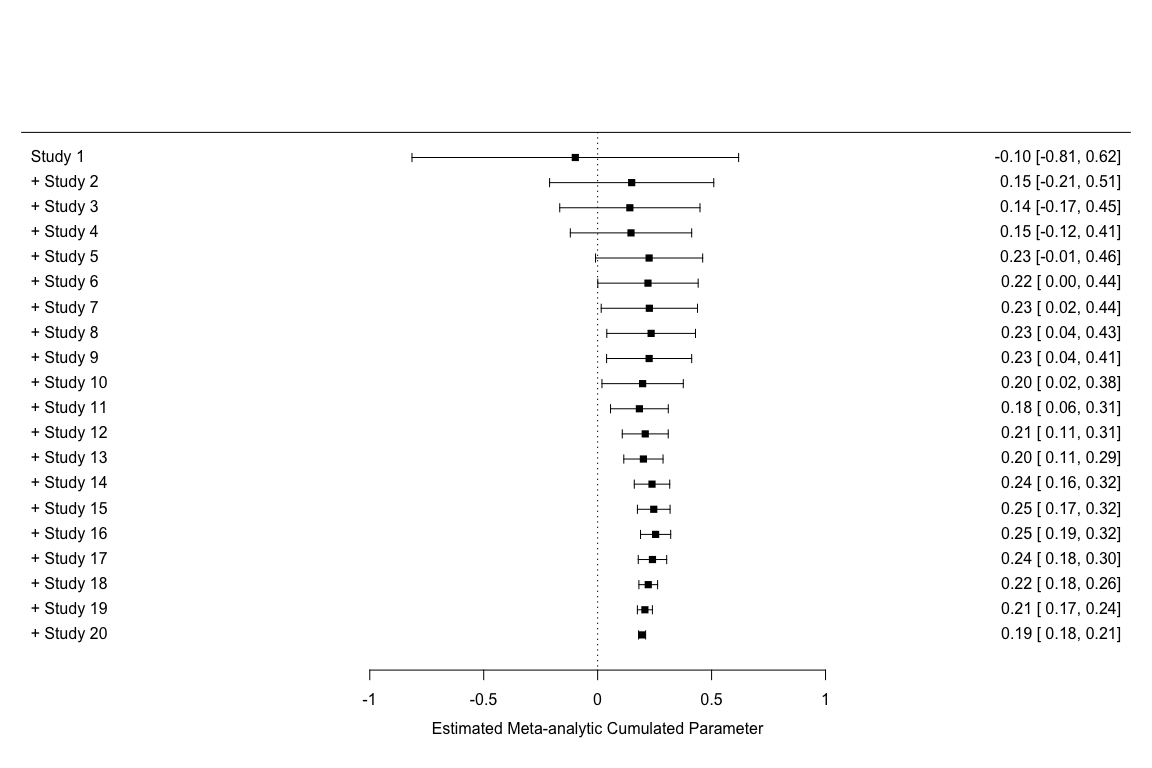 Study 1 -0.10 [-0.81, 0.62]
+ Study 2 0.15 [-0.21, 0.51]
+ Study 3 0.14 [-0.17, 0.45]
+ Study 4 0.15 [-0.12, 0.41]
+ Study 5 0.23 [-0.01, 0.46]
+ Study 6 0.22 [ 0.00, 0.44]
+ Study 7 0.23 [ 0.02, 0.44]
+ Study 8 0.23 [ 0.04, 0.43]
+ Study 9 0.23 [ 0.04, 0.41]
+ Study 10 0.20 [ 0.02, 0.38]
+ Study 11 0.18 [ 0.06, 0.31]
+ Study 12 0.21 [ 0.11, 0.31]
+ Study 13 0.20 [ 0.11, 0.29]
+ Study 14 0.24 [ 0.16, 0.32]
+ Study 15 0.25 [ 0.17, 0.32]
+ Study 16 0.25 [ 0.19, 0.32]
+ Study 17 0.24 [ 0.18, 0.30]
+ Study 18 0.22 [ 0.18, 0.26]
+ Study 19 0.21 [ 0.17, 0.24]
+ Study 20 0.19 [ 0.18, 0.21]
-1 -0.5 0 0.5 1
Estimated Meta-analytic Cumulated Parameter